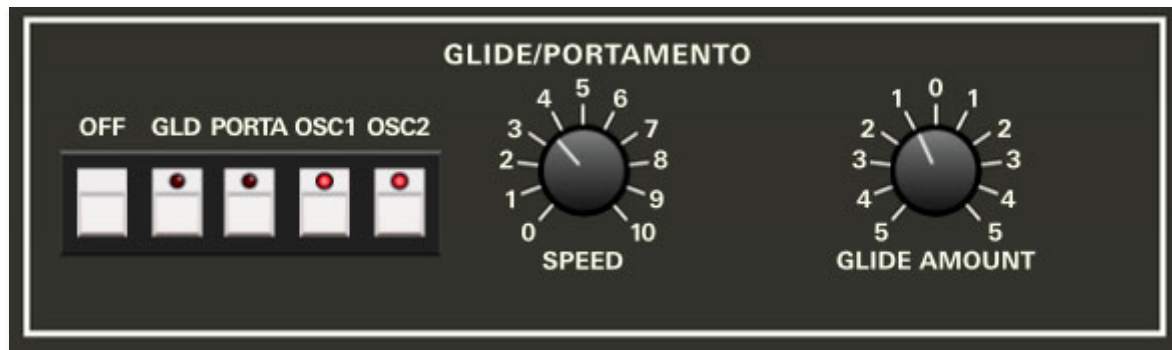 GLIDE/PORTAMENTO
OFF GLD PORTA OSC1 OSC2
0 1 2 3 4 5 6 7 8 9 10
SPEED
5 4 3 2 1 0 1 2 3 4 5
GLIDE AMOUNT